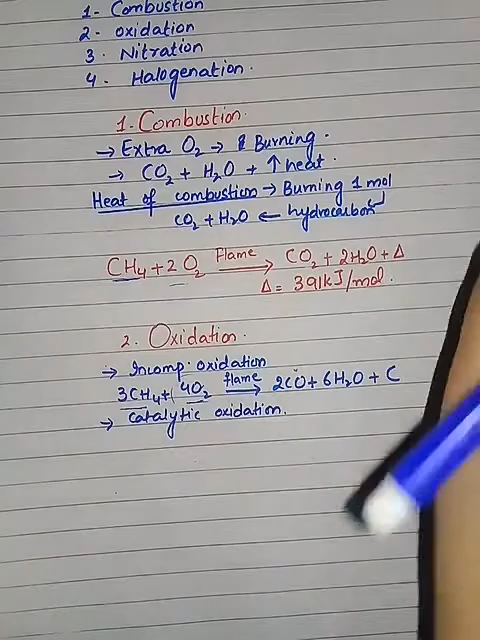 1- Combustion
2- oxidation
3- Nitration
4- Halogenation.
1. Combustion.
→ Extra O₂ → Burning.
→ CO₂ + H₂O + ↑ heat.
Heat of combustion → Burning 1 mol
CO₂ + H₂O ← hydrocarbon
CH₄ + 2O₂ Flame → CO₂ + 2H₂O + Δ
Δ = 391kJ/mol.
2. Oxidation.
→ Incomp. oxidation
3CH₄ + 4O₂ flame → 2CO + 6H₂O + C
→ catalytic oxidation.